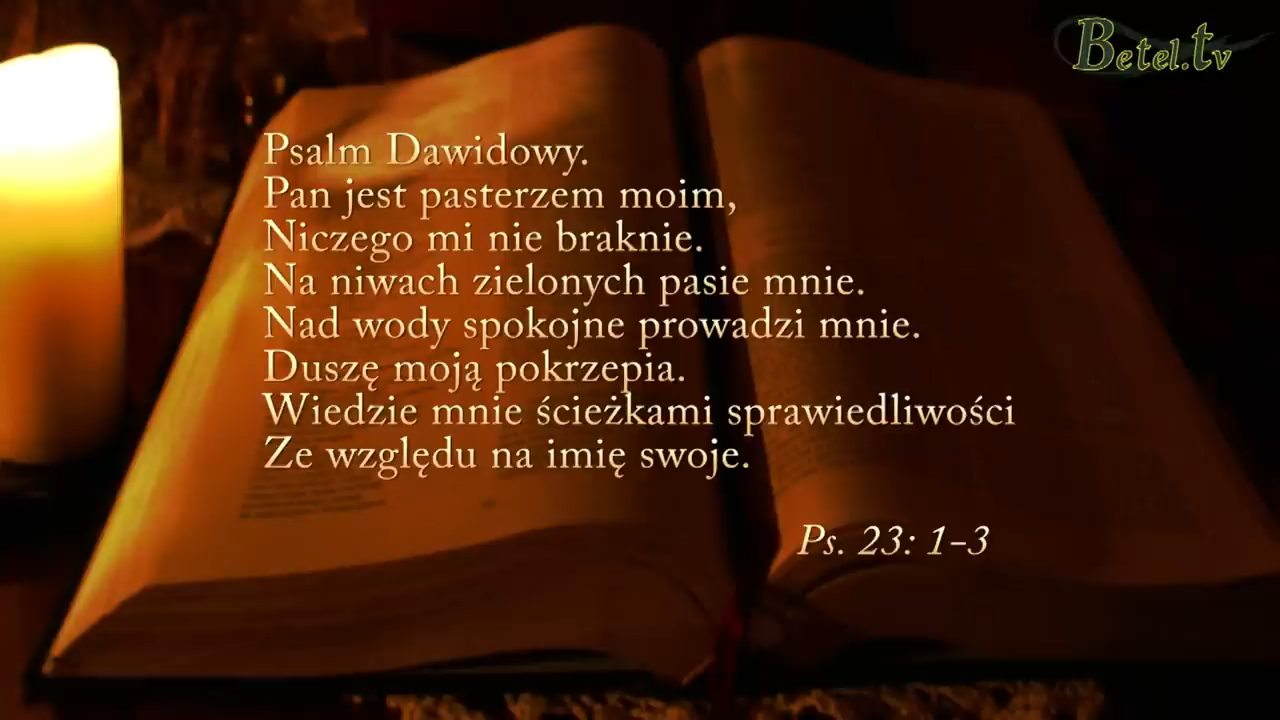 Betel.tv
Psalm Dawidowy.
Pan jest pasterzem moim,
Niczego mi nie braknie.
Na niwach zielonych pasie mnie.
Nad wody spokojne prowadzi mnie.
Duszę moją pokrzepia.
Wiedzie mnie ścieżkami sprawiedliwości
Ze względu na imię swoje.
Ps. 23: 1-3